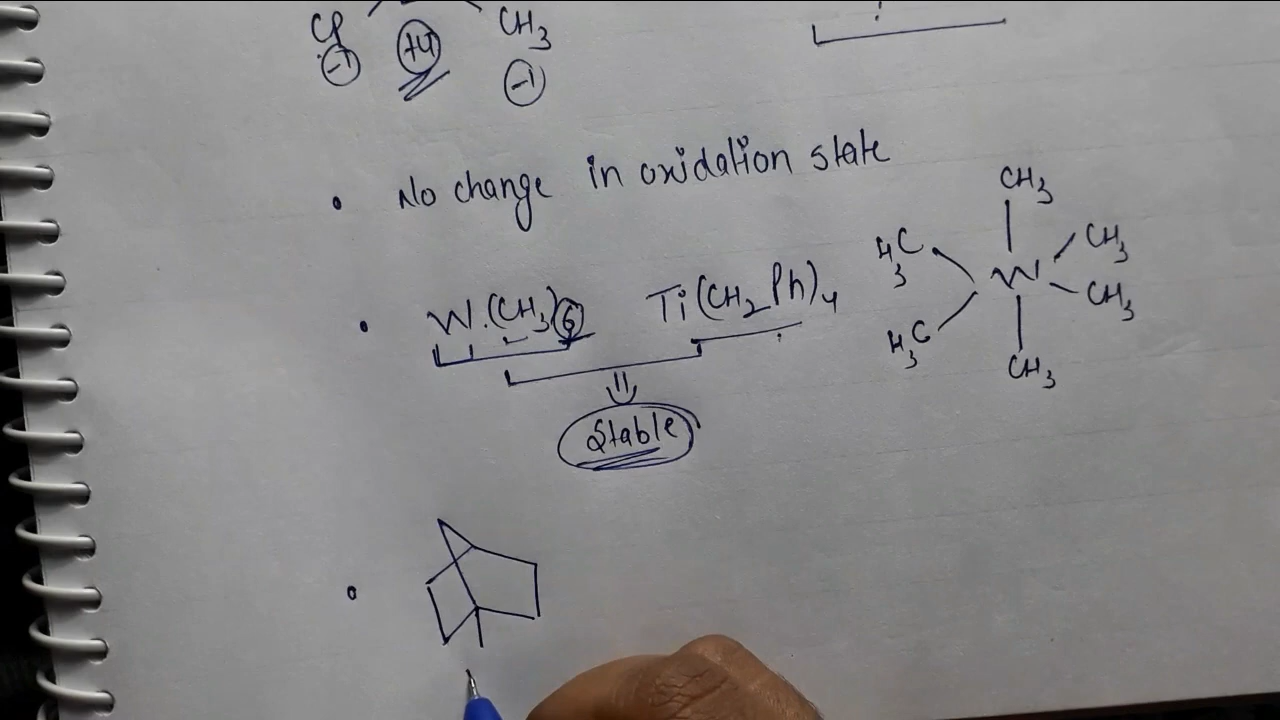 Cp CH3
-1 +4 -1
• No change in oxidation state
• W.(CH3)6 Ti(CH2Ph)4
Stable
CH3
H3C CH3
W
H3C CH3
CH3
•